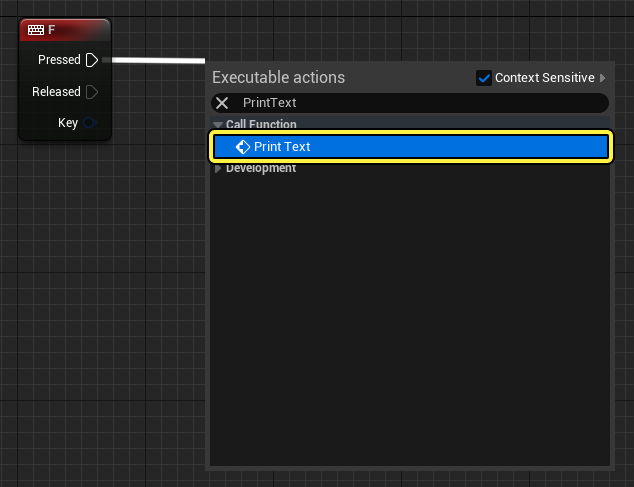 F
Pressed
Released
Key
Executable actions
Context Sensitive
PrintText
Call Function
Print Text
Development